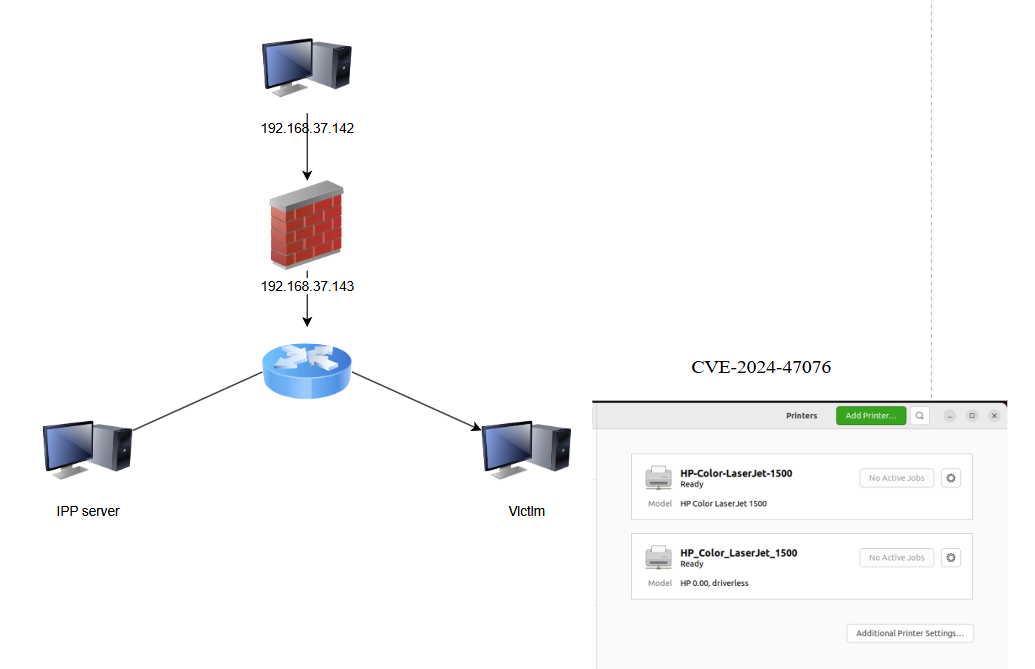 192.168.37.142
192.168.37.143
IPP server
VIctIm
CVE-2024-47076
Printers
Add Printer...
HP-Color-LaserJet-1500
Ready
No Active Jobs
Model HP Color LaserJet 1500
HP_Color_LaserJet_1500
Ready
No Active Jobs
Model HP 0.00, driverless
Additional Printer Settings...